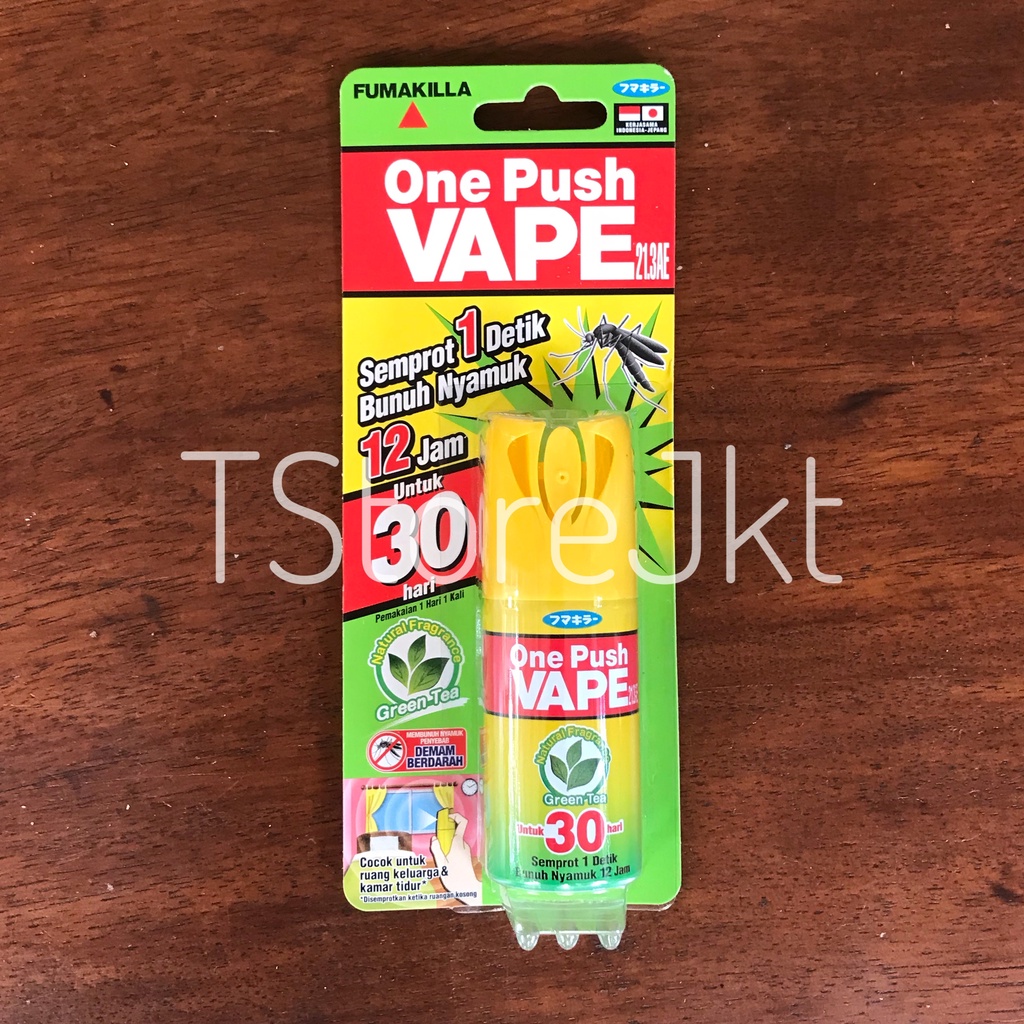 FUMAKILLA
フマキラー
KERJASAMA
INDONESIA-JEPANG
One Push
VAPE 21.3AE
Semprot 1 Detik
Bunuh Nyamuk
12 Jam
Untuk
30
hari
Pemakaian 1 Hari 1 Kali
TStoreJkt
Natural Fragrance
Green Tea
MEMBUNUH NYAMUK
PENYEBAB
DEMAM
BERDARAH
Cocok untuk
ruang keluarga &
kamar tidur*
*Disemprotkan ketika ruangan kosong
フマキラー
One Push
VAPE
Natural Fragrance
Green Tea
Untuk 30 hari
Semprot 1 Detik
Bunuh Nyamuk 12 Jam